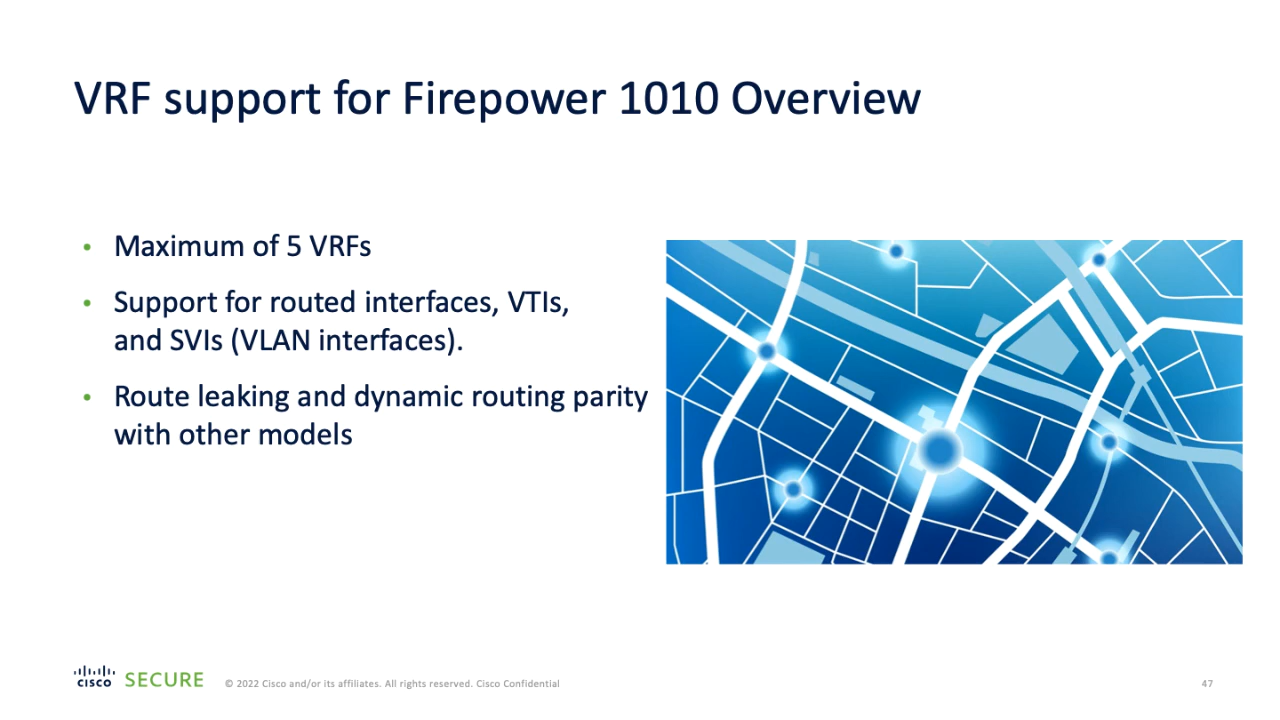 VRF support for Firepower 1010 Overview
• Maximum of 5 VRFs
• Support for routed interfaces, VTIs,
and SVIs (VLAN interfaces).
• Route leaking and dynamic routing parity
with other models
CISCO SECURE © 2022 Cisco and/or its affiliates. All rights reserved. Cisco Confidential 47